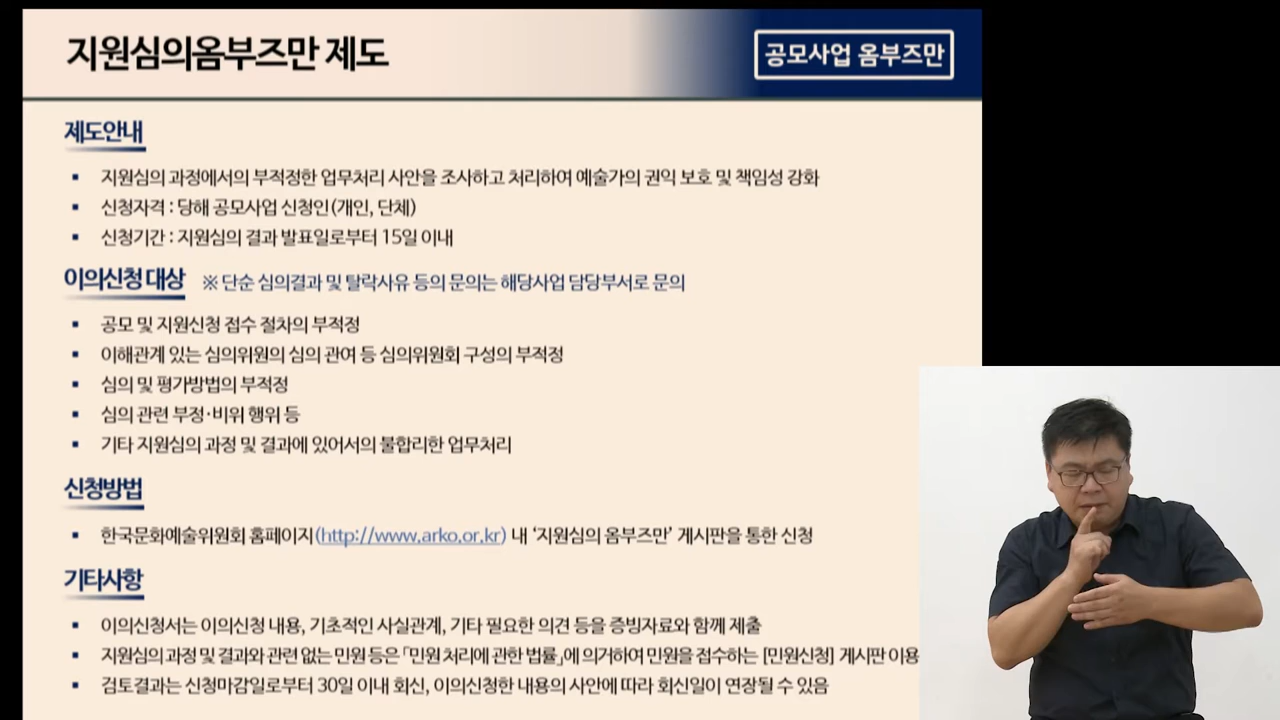 지원심의옴부즈만 제도
공모사업 옴부즈만
제도안내
▪ 지원심의 과정에서의 부적정한 업무처리 사안을 조사하고 처리하여 예술가의 권익 보호 및 책임성 강화
▪ 신청자격 : 당해 공모사업 신청인(개인, 단체)
▪ 신청기간 : 지원심의 결과 발표일로부터 15일 이내
이의신청 대상 ※ 단순 심의결과 및 탈락사유 등의 문의는 해당사업 담당부서로 문의
▪ 공모 및 지원신청 접수 절차의 부적정
▪ 이해관계 있는 심의위원의 심의 관여 등 심의위원회 구성의 부적정
▪ 심의 및 평가방법의 부적정
▪ 심의 관련 부정·비위 행위 등
▪ 기타 지원심의 과정 및 결과에 있어서의 불합리한 업무처리
신청방법
▪ 한국문화예술위원회 홈페이지(http://www.arko.or.kr) 내 ‘지원심의 옴부즈만’ 게시판을 통한 신청
기타사항
▪ 이의신청서는 이의신청 내용, 기초적인 사실관계, 기타 필요한 의견 등을 증빙자료와 함께 제출
▪ 지원심의 과정 및 결과와 관련 없는 민원 등은 「민원 처리에 관한 법률」에 의거하여 민원을 접수하는 [민원신청] 게시판 이용
▪ 검토결과는 신청마감일로부터 30일 이내 회신, 이의신청한 내용의 사안에 따라 회신일이 연장될 수 있음